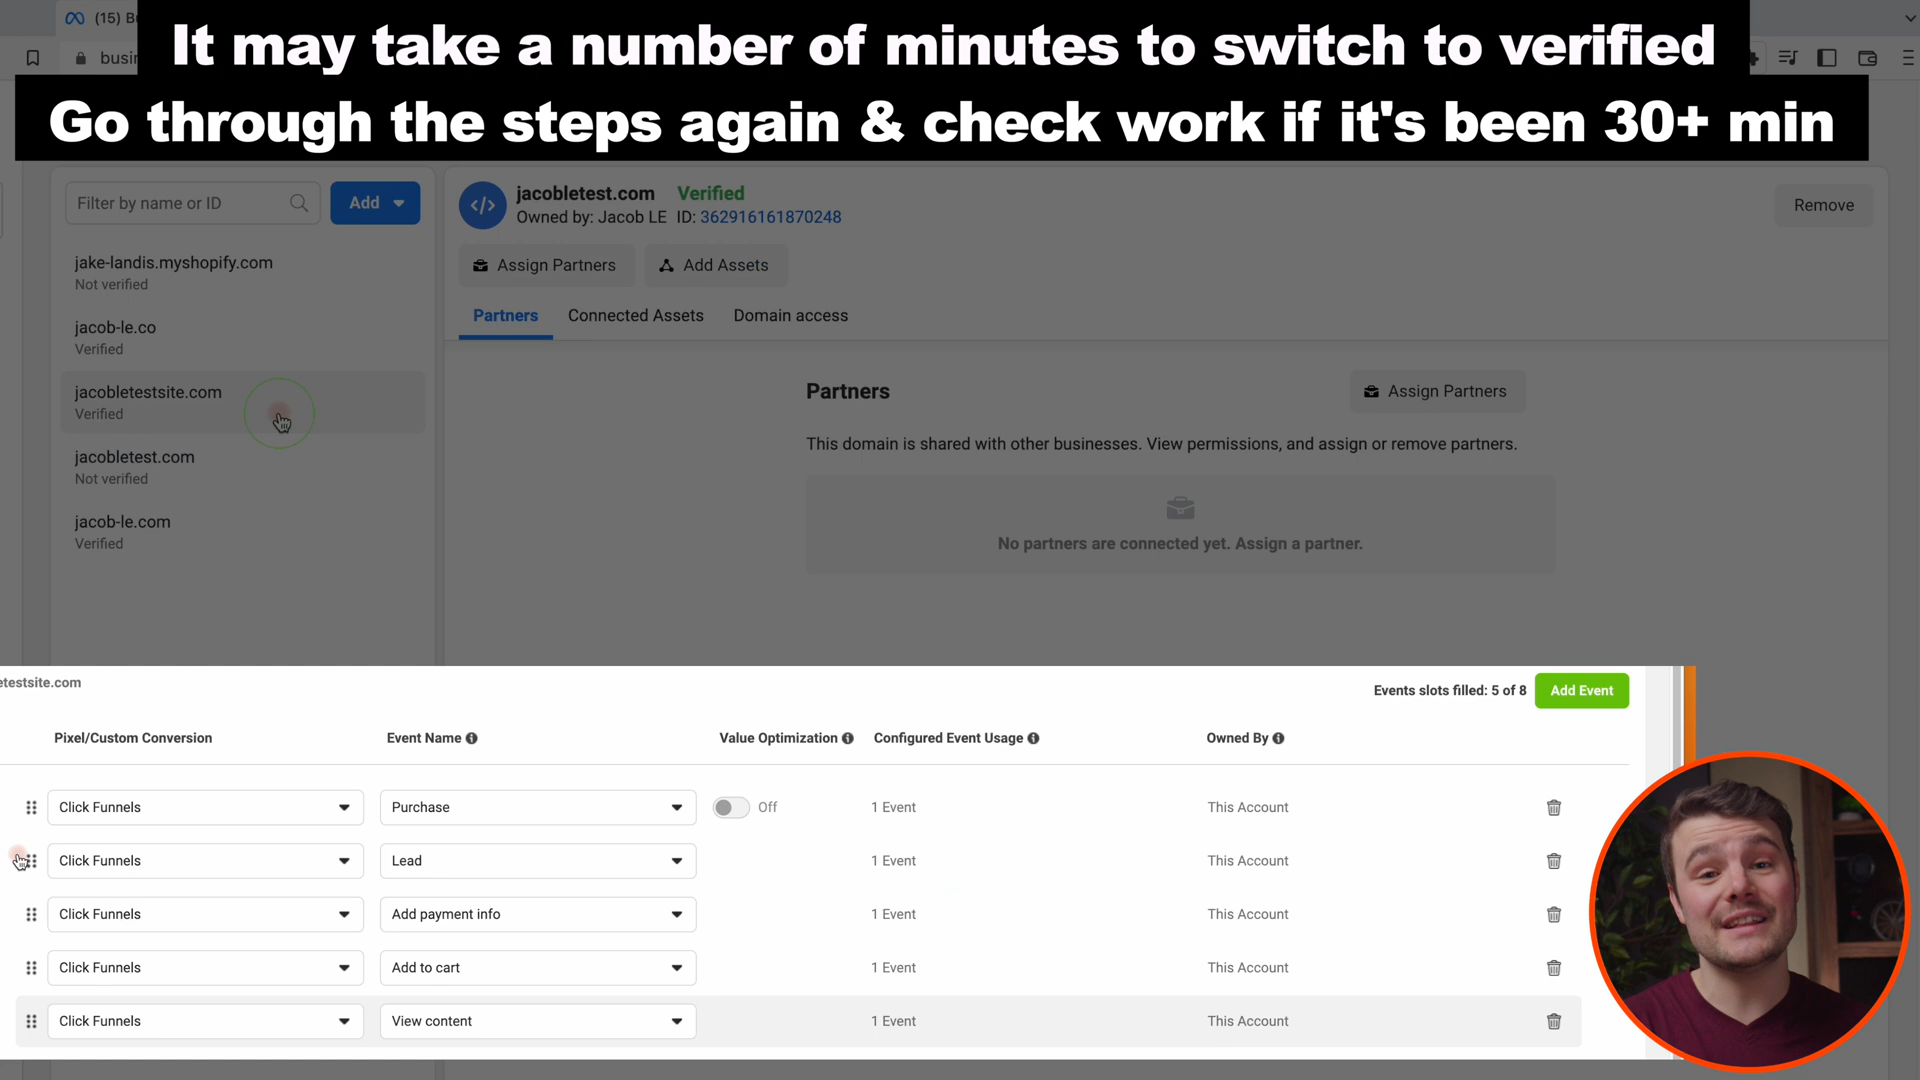 (15) B
It may take a number of minutes to switch to verified
busir
Go through the steps again & check work if it's been 30+ min
Filter by name or ID
Add
jacobletest.com Verified
Owned by: Jacob LE ID: 362916161870248
Remove
Assign Partners
Add Assets
Partners
Connected Assets
Domain access
jake-landis.myshopify.com
Not verified
jacob-le.co
Verified
jacobletestsite.com
Verified
jacobletest.com
Not verified
jacob-le.com
Verified
Partners
Assign Partners
This domain is shared with other businesses. View permissions, and assign or remove partners.
No partners are connected yet. Assign a partner.
etestsite.com
Events slots filled: 5 of 8
Add Event
Pixel/Custom Conversion Event Name Value Optimization Configured Event Usage Owned By
Click Funnels Purchase Off 1 Event This Account
Click Funnels Lead 1 Event This Account
Click Funnels Add payment info 1 Event This Account
Click Funnels Add to cart 1 Event This Account
Click Funnels View content 1 Event This Account